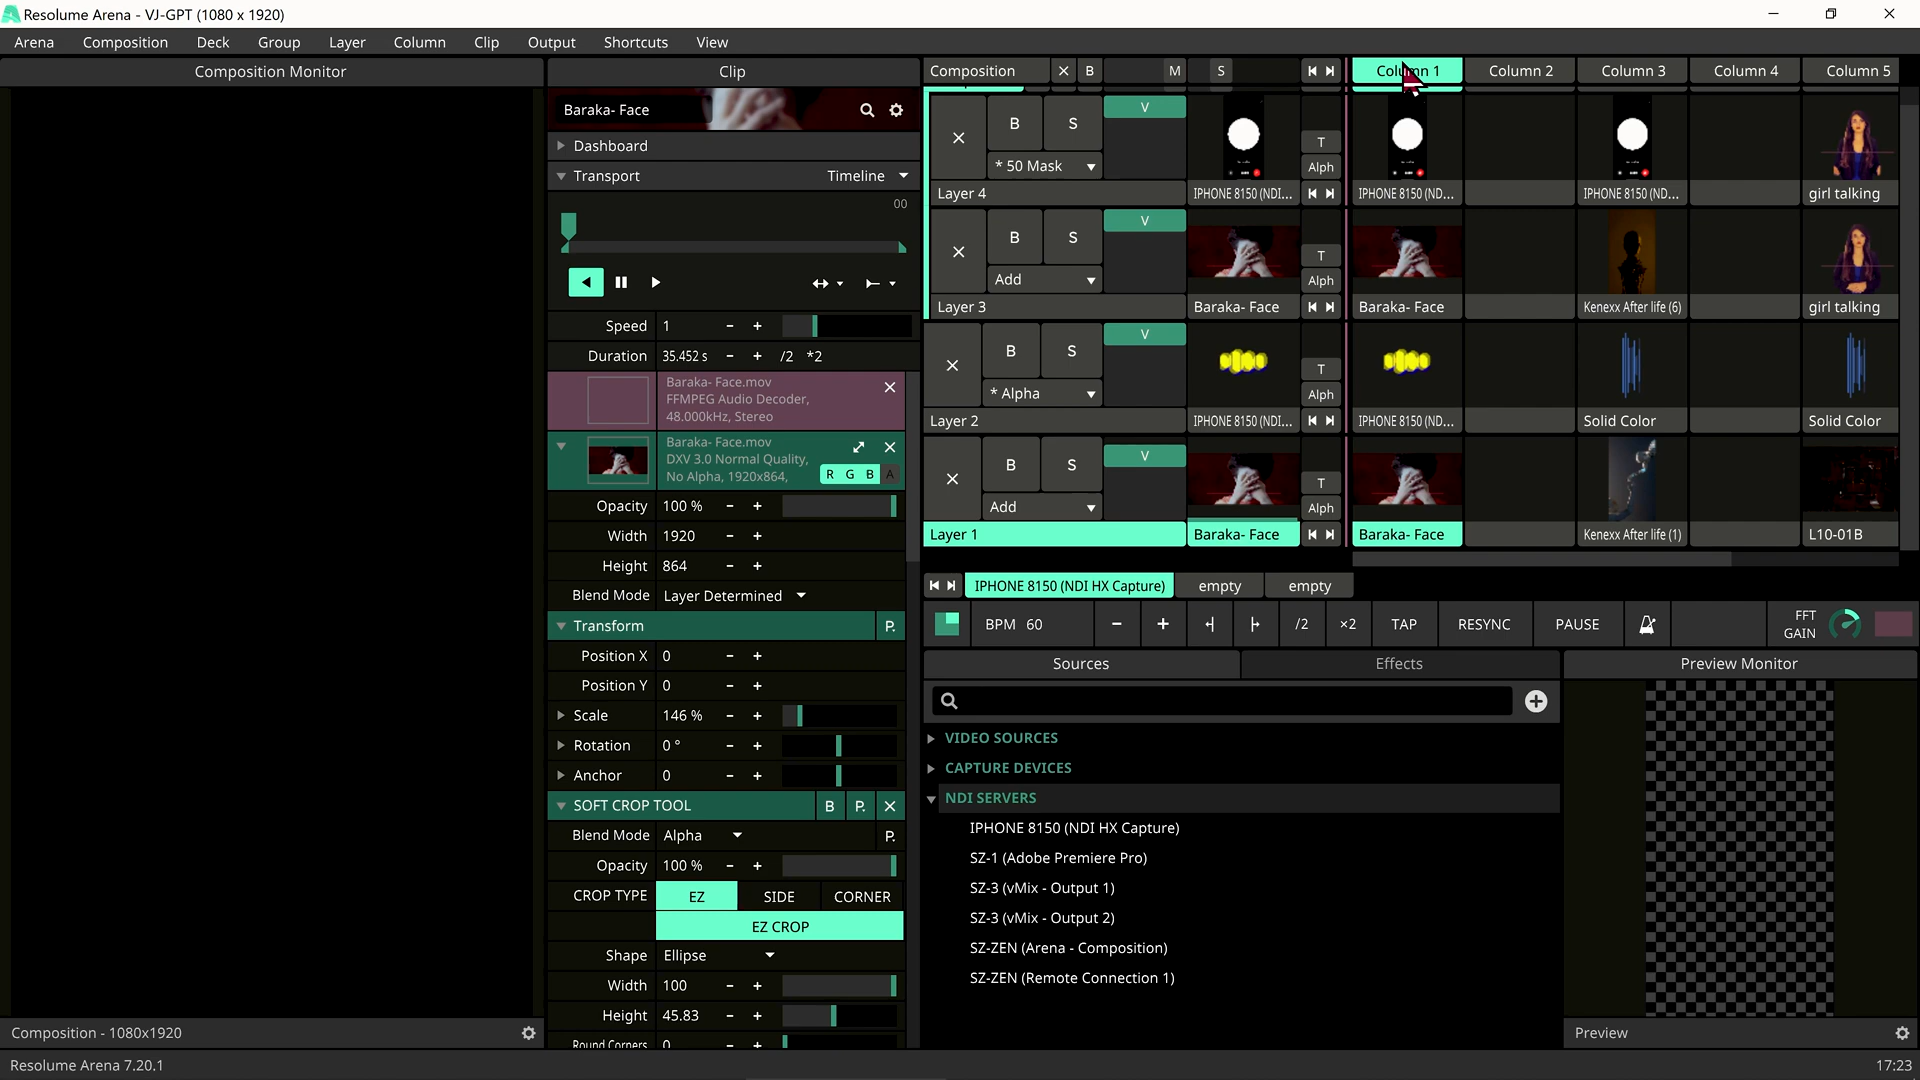 Resolume Arena - VJ-GPT (1080 x 1920)
Arena Composition Deck Group Layer Column Clip Output Shortcuts View
Composition Monitor
Composition - 1080x1920
Clip
Baraka- Face
Dashboard
Transport Timeline
00
Speed 1 - +
Duration 35.452 s - + /2 *2
Baraka- Face.mov
FFMPEG Audio Decoder,
48.000kHz, Stereo
Baraka- Face.mov
DXV 3.0 Normal Quality,
No Alpha, 1920x864,
R G B A
Opacity 100 % - +
Width 1920 - +
Height 864 - +
Blend Mode Layer Determined
Transform P.
Position X 0 - +
Position Y 0 - +
Scale 146 % - +
Rotation 0 ° - +
Anchor 0 - +
SOFT CROP TOOL B P. ×
Blend Mode Alpha P.
Opacity 100 % - +
CROP TYPE EZ SIDE CORNER
EZ CROP
Shape Ellipse
Width 100 - +
Height 45.83 - +
Round Corners 0 - +
Composition × B M S Column 1 Column 2 Column 3 Column 4 Column 5
× B S V T
* 50 Mask Alph
Layer 4 IPHONE 8150 (NDI... IPHONE 8150 (ND... IPHONE 8150 (ND... girl talking
× B S V T
Add Alph
Layer 3 Baraka- Face Baraka- Face Kenexx After life (6) girl talking
× B S V T
* Alpha Alph
Layer 2 IPHONE 8150 (NDI... IPHONE 8150 (ND... Solid Color Solid Color
× B S V T
Add Alph
Layer 1 Baraka- Face Baraka- Face Kenexx After life (1) L10-01B
IPHONE 8150 (NDI HX Capture) empty empty
BPM 60 - + /2 ×2 TAP RESYNC PAUSE FFT
GAIN
Sources Effects
VIDEO SOURCES
CAPTURE DEVICES
NDI SERVERS
IPHONE 8150 (NDI HX Capture)
SZ-1 (Adobe Premiere Pro)
SZ-3 (vMix - Output 1)
SZ-3 (vMix - Output 2)
SZ-ZEN (Arena - Composition)
SZ-ZEN (Remote Connection 1)
Preview Monitor
Preview
Resolume Arena 7.20.1
17:23